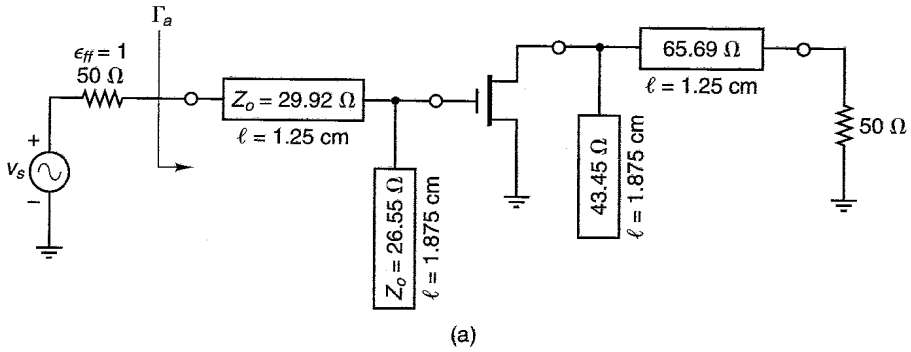 Γa
ϵff = 1
50 Ω
Zo = 29.92 Ω
ℓ = 1.25 cm
65.69 Ω
ℓ = 1.25 cm
50 Ω
+
vs
−
Zo = 26.55 Ω
ℓ = 1.875 cm
43.45 Ω
ℓ = 1.875 cm
(a)